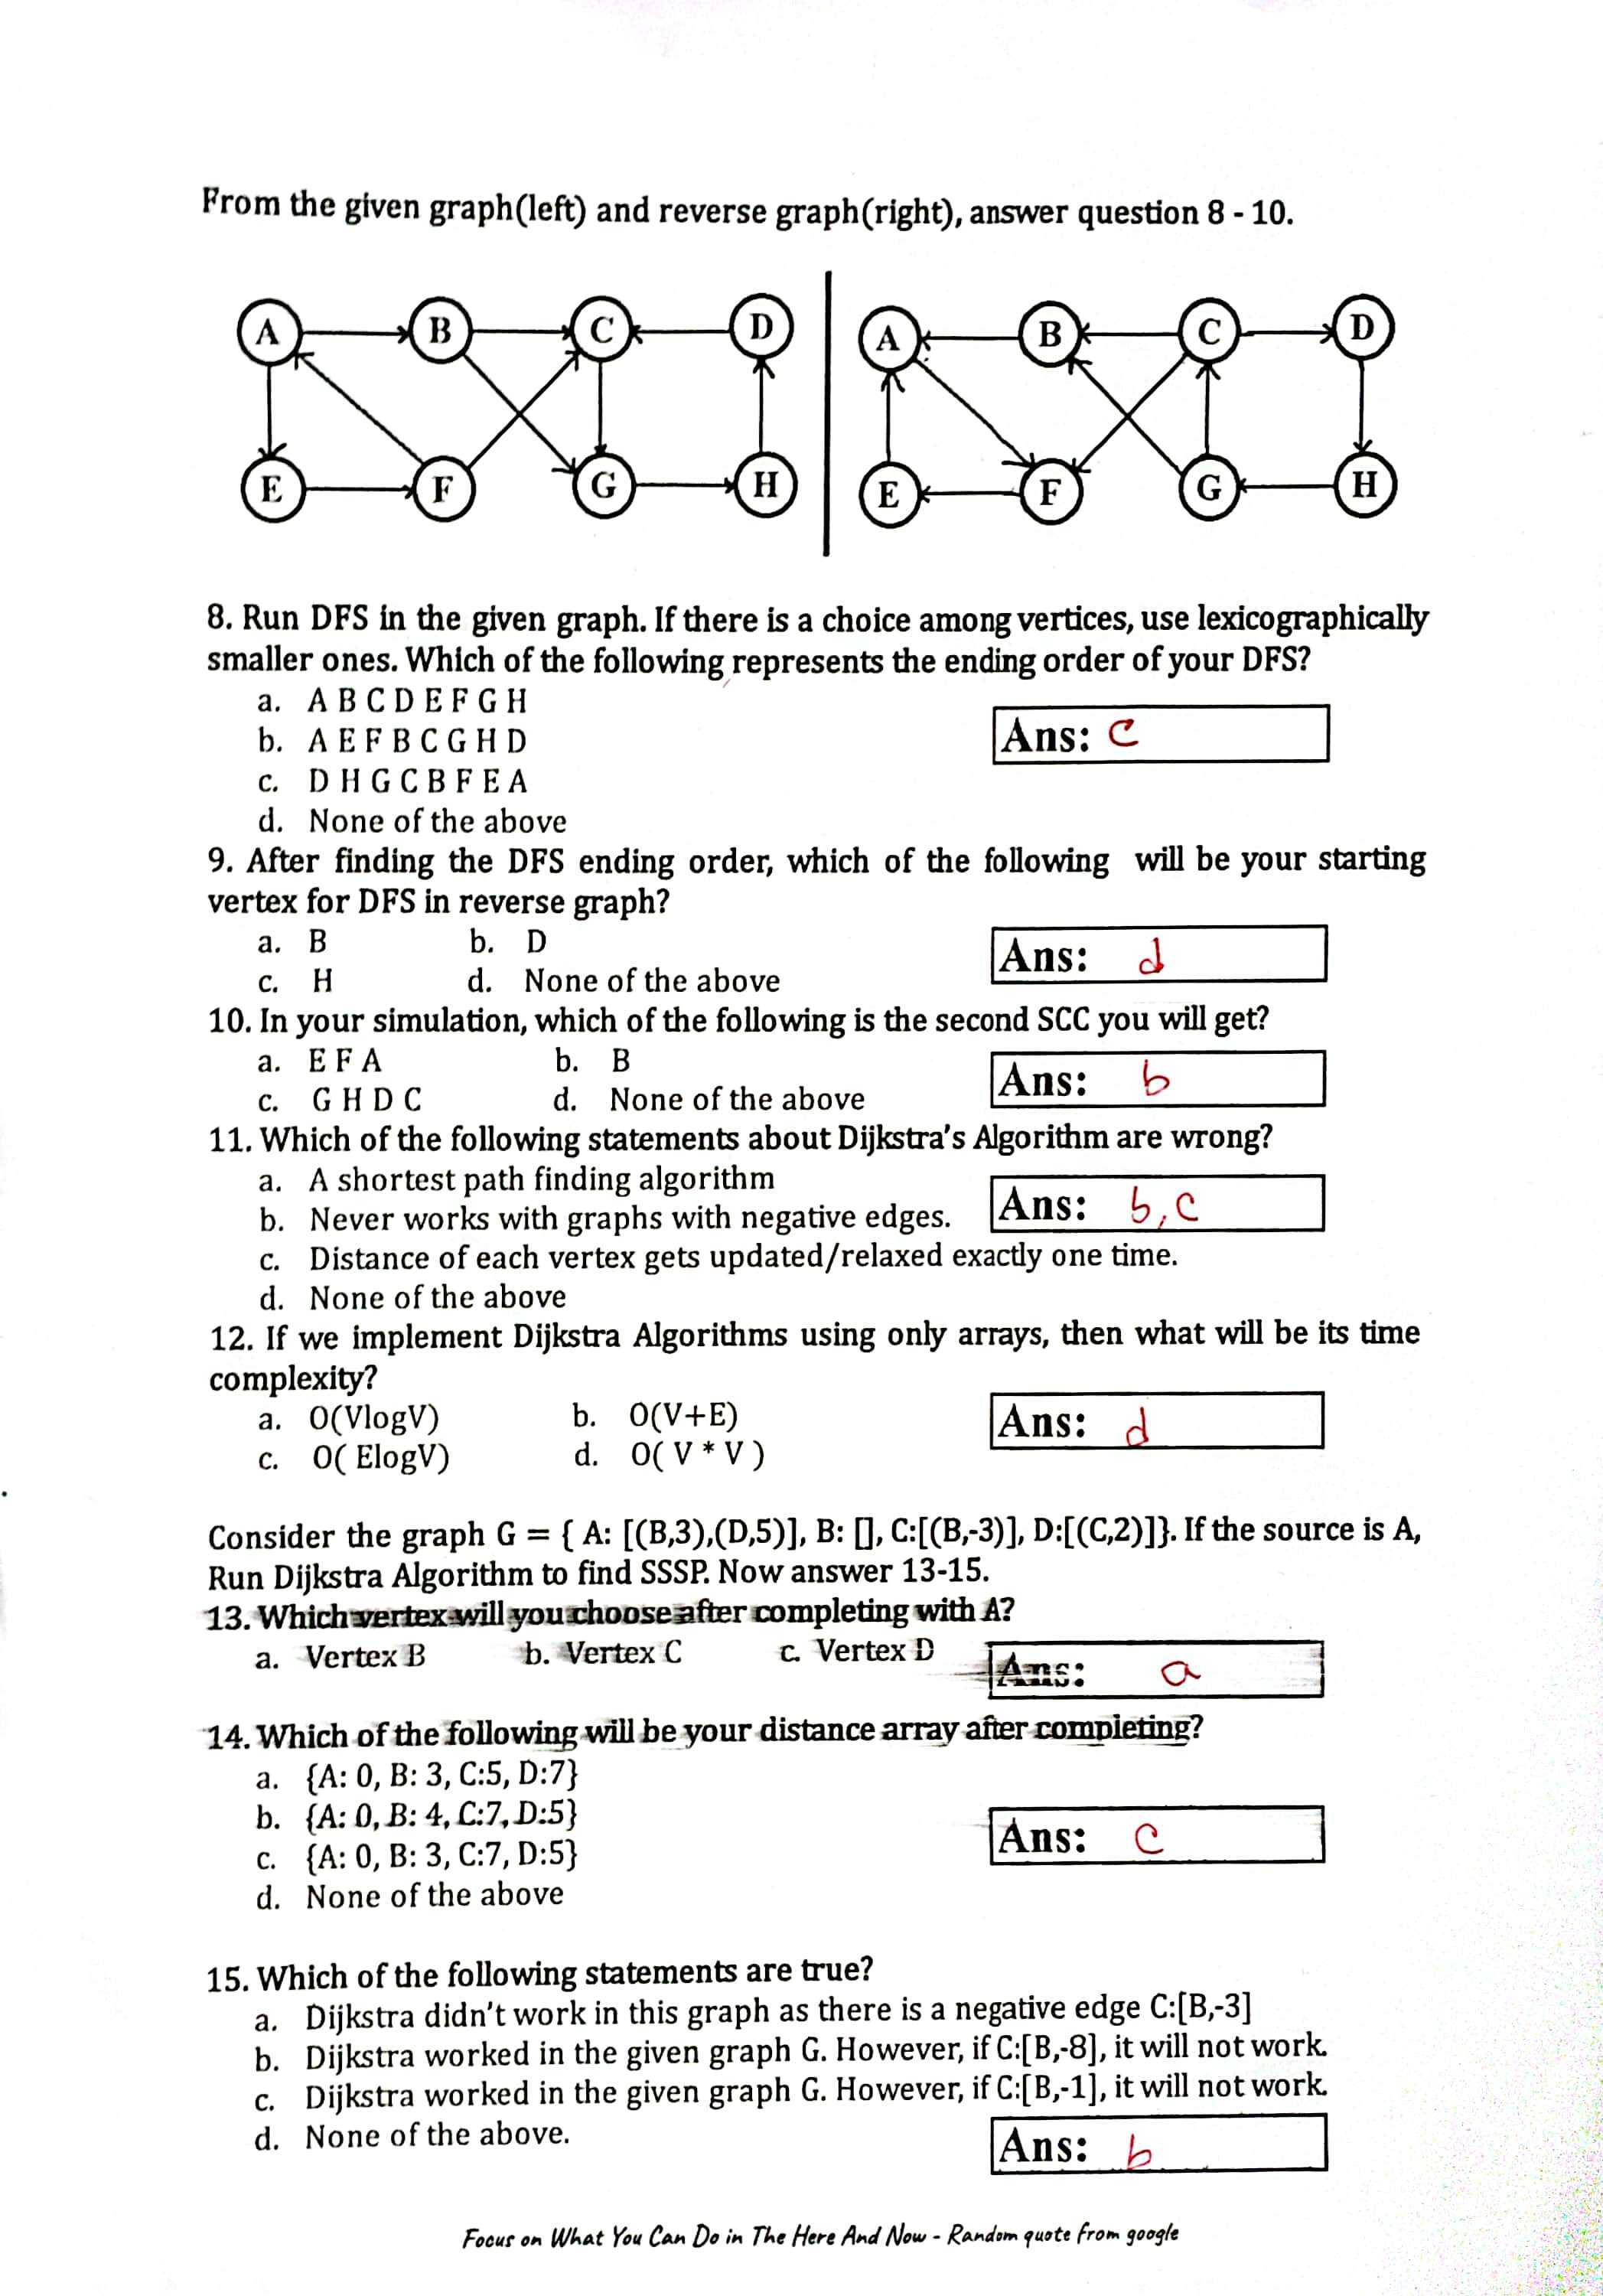 From the given graph(left) and reverse graph(right), answer question 8 - 10.
A B C D A B C D
E F G H E F G H
8. Run DFS in the given graph. If there is a choice among vertices, use lexicographically
smaller ones. Which of the following represents the ending order of your DFS?
a. A B C D E F G H
b. A E F B C G H D
Ans: C
c. D H G C B F E A
d. None of the above
9. After finding the DFS ending order, which of the following will be your starting
vertex for DFS in reverse graph?
a. B b. D
Ans: d
c. H d. None of the above
10. In your simulation, which of the following is the second SCC you will get?
a. E F A b. B
Ans: b
c. G H D C d. None of the above
11. Which of the following statements about Dijkstra's Algorithm are wrong?
a. A shortest path finding algorithm
b. Never works with graphs with negative edges.
Ans: b,c
c. Distance of each vertex gets updated/relaxed exactly one time.
d. None of the above
12. If we implement Dijkstra Algorithms using only arrays, then what will be its time
complexity?
a. O(VlogV) b. O(V+E)
Ans: d
c. O( ElogV) d. O( V * V )
Consider the graph G = { A: [(B,3),(D,5)], B: [], C:[(B,-3)], D:[(C,2)]}. If the source is A,
Run Dijkstra Algorithm to find SSSP. Now answer 13-15.
13. Which vertex will you choose after completing with A?
a. Vertex B b. Vertex C c. Vertex D
Ans: a
14. Which of the following will be your distance array after completing?
a. {A: 0, B: 3, C:5, D:7}
b. {A: 0, B: 4, C:7, D:5}
Ans: c
c. {A: 0, B: 3, C:7, D:5}
d. None of the above
15. Which of the following statements are true?
a. Dijkstra didn't work in this graph as there is a negative edge C:[B,-3]
b. Dijkstra worked in the given graph G. However, if C:[B,-8], it will not work.
c. Dijkstra worked in the given graph G. However, if C:[B,-1], it will not work.
d. None of the above.
Ans: b
Focus on What You Can Do in The Here And Now - Random quote from google